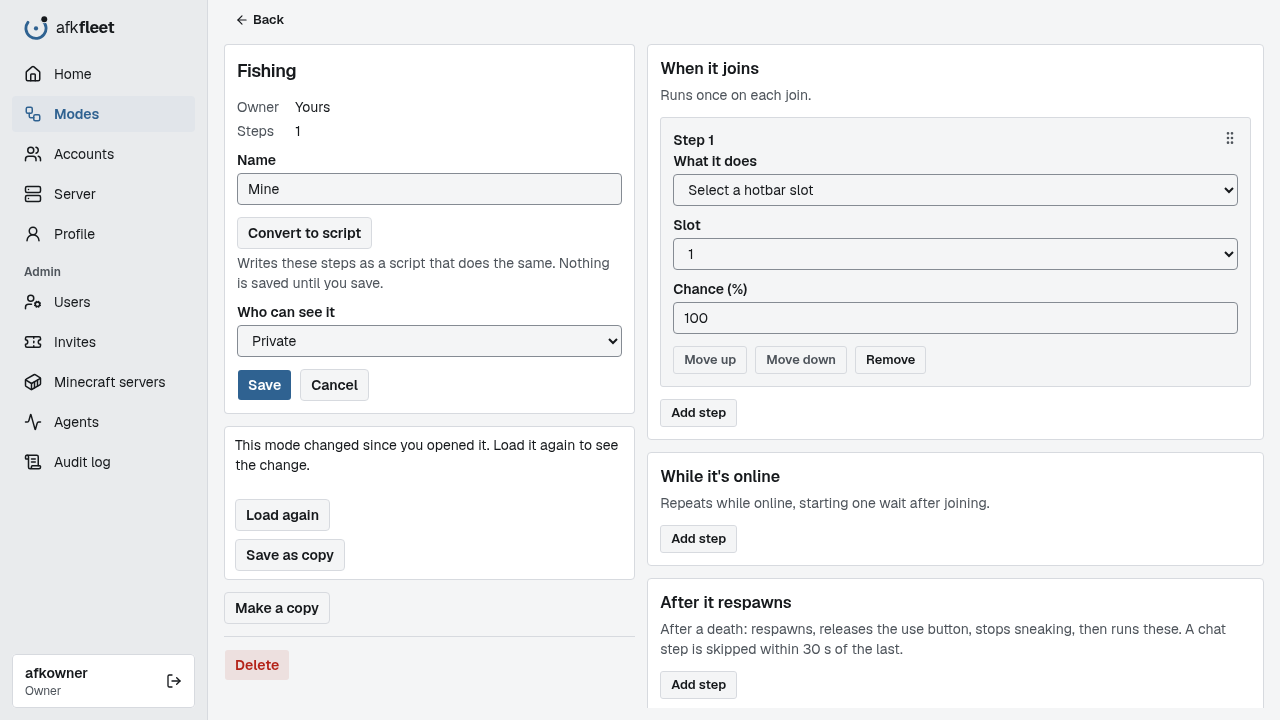 afkfleet
Home
Modes
Accounts
Server
Profile
Admin
Users
Invites
Minecraft servers
Agents
Audit log
afkowner
Owner
Back
Fishing
Owner Yours
Steps 1
Name
Mine
Convert to script
Writes these steps as a script that does the same. Nothing
is saved until you save.
Who can see it
Private
Save Cancel
This mode changed since you opened it. Load it again to see
the change.
Load again
Save as copy
Make a copy
Delete
When it joins
Runs once on each join.
Step 1
What it does
Select a hotbar slot
Slot
1
Chance (%)
100
Move up Move down Remove
Add step
While it's online
Repeats while online, starting one wait after joining.
Add step
After it respawns
After a death: respawns, releases the use button, stops sneaking, then runs these. A chat
step is skipped within 30 s of the last.
Add step